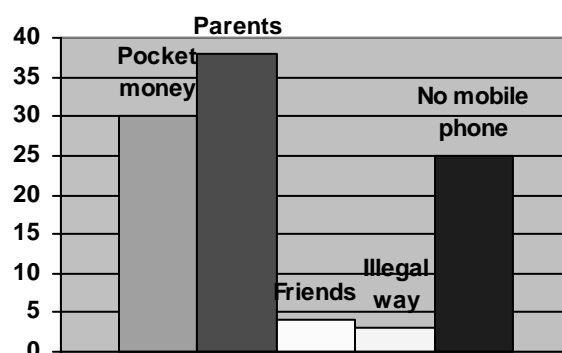 Parents
40
Pocket
money
35
No mobile
phone
30
25
20
15
10
Illegal
way
Friends
5
0